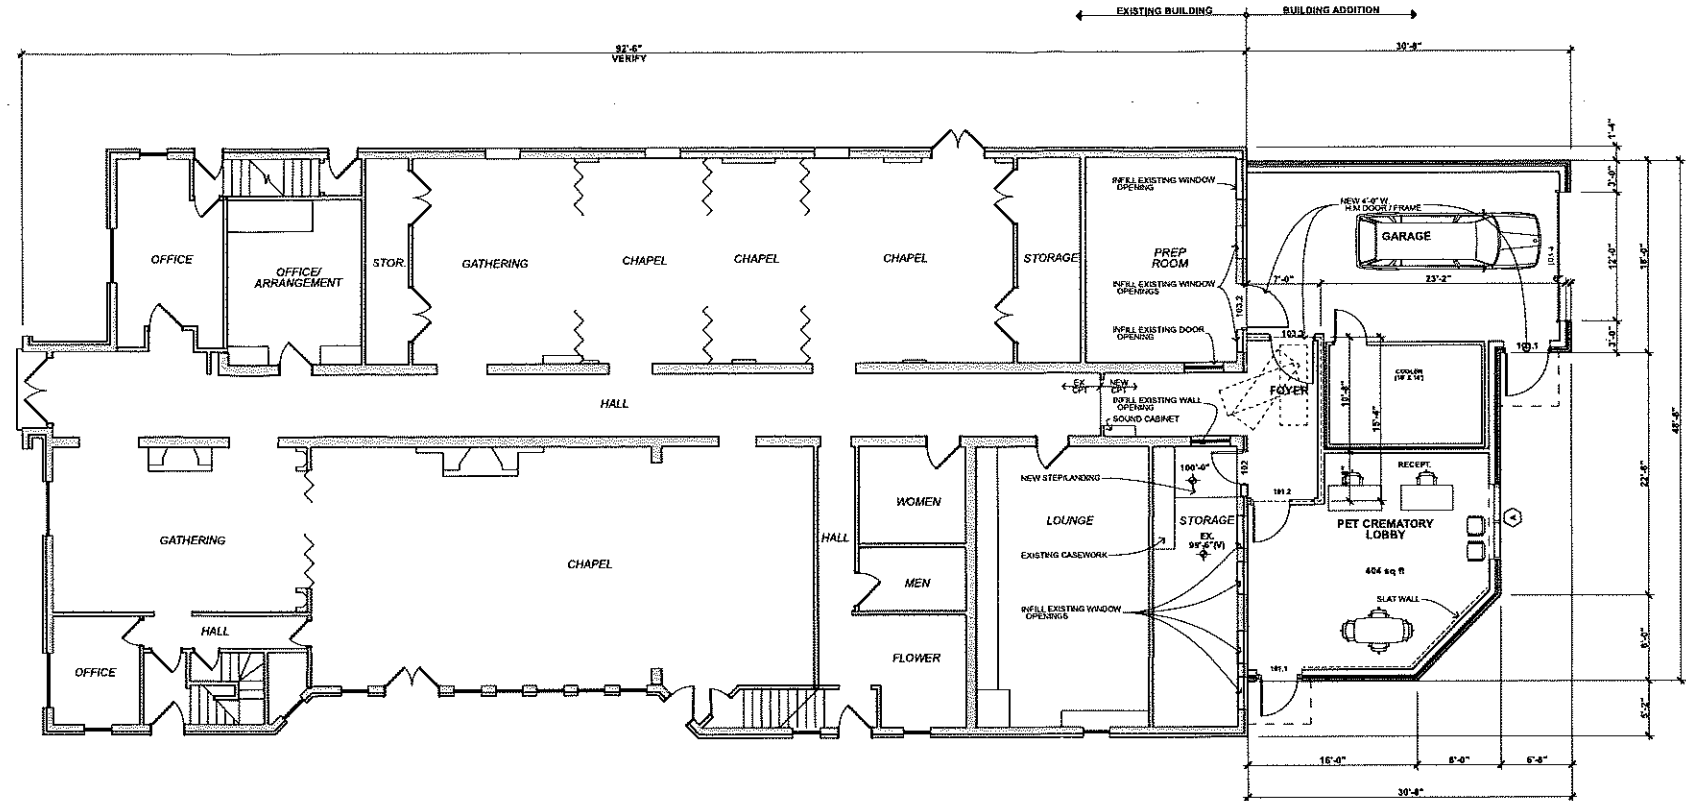 EXISTING BUILDING
BUILDING ADDITION
92'-6"
VERIFY
30'-8"
1'-4"
3'-0"
12'-0"
18'-0"
3'-0"
48'-8"
22'-8"
6'-0"
5'-2"
OFFICE
OFFICE/
ARRANGEMENT
STOR.
GATHERING
CHAPEL
CHAPEL
CHAPEL
STORAGE
PREP
ROOM
INFILL EXISTING WINDOW
OPENING
INFILL EXISTING WINDOW
OPENINGS
INFILL EXISTING DOOR
OPENING
NEW 4'-0" W.
H.M DOOR / FRAME
GARAGE
7'-0"
23'-2"
103.2
103.3
103.1
FOYER
COOLER
10'-8"
15'-4"
HALL
EX.
CPT
NEW
CPT
INFILL EXISTING WALL
OPENING
SOUND CABINET
GATHERING
CHAPEL
HALL
WOMEN
MEN
FLOWER
LOUNGE
NEW STEP/LANDING
100'-0"
102
STORAGE
EX.
99'-6"(V)
EXISTING CASEWORK
INFILL EXISTING WINDOW
OPENINGS
101.2
RECEPT.
PET CREMATORY
LOBBY
A
404 sq ft
SLAT WALL
101.1
HALL
OFFICE
16'-0"
8'-0"
6'-8"
30'-8"